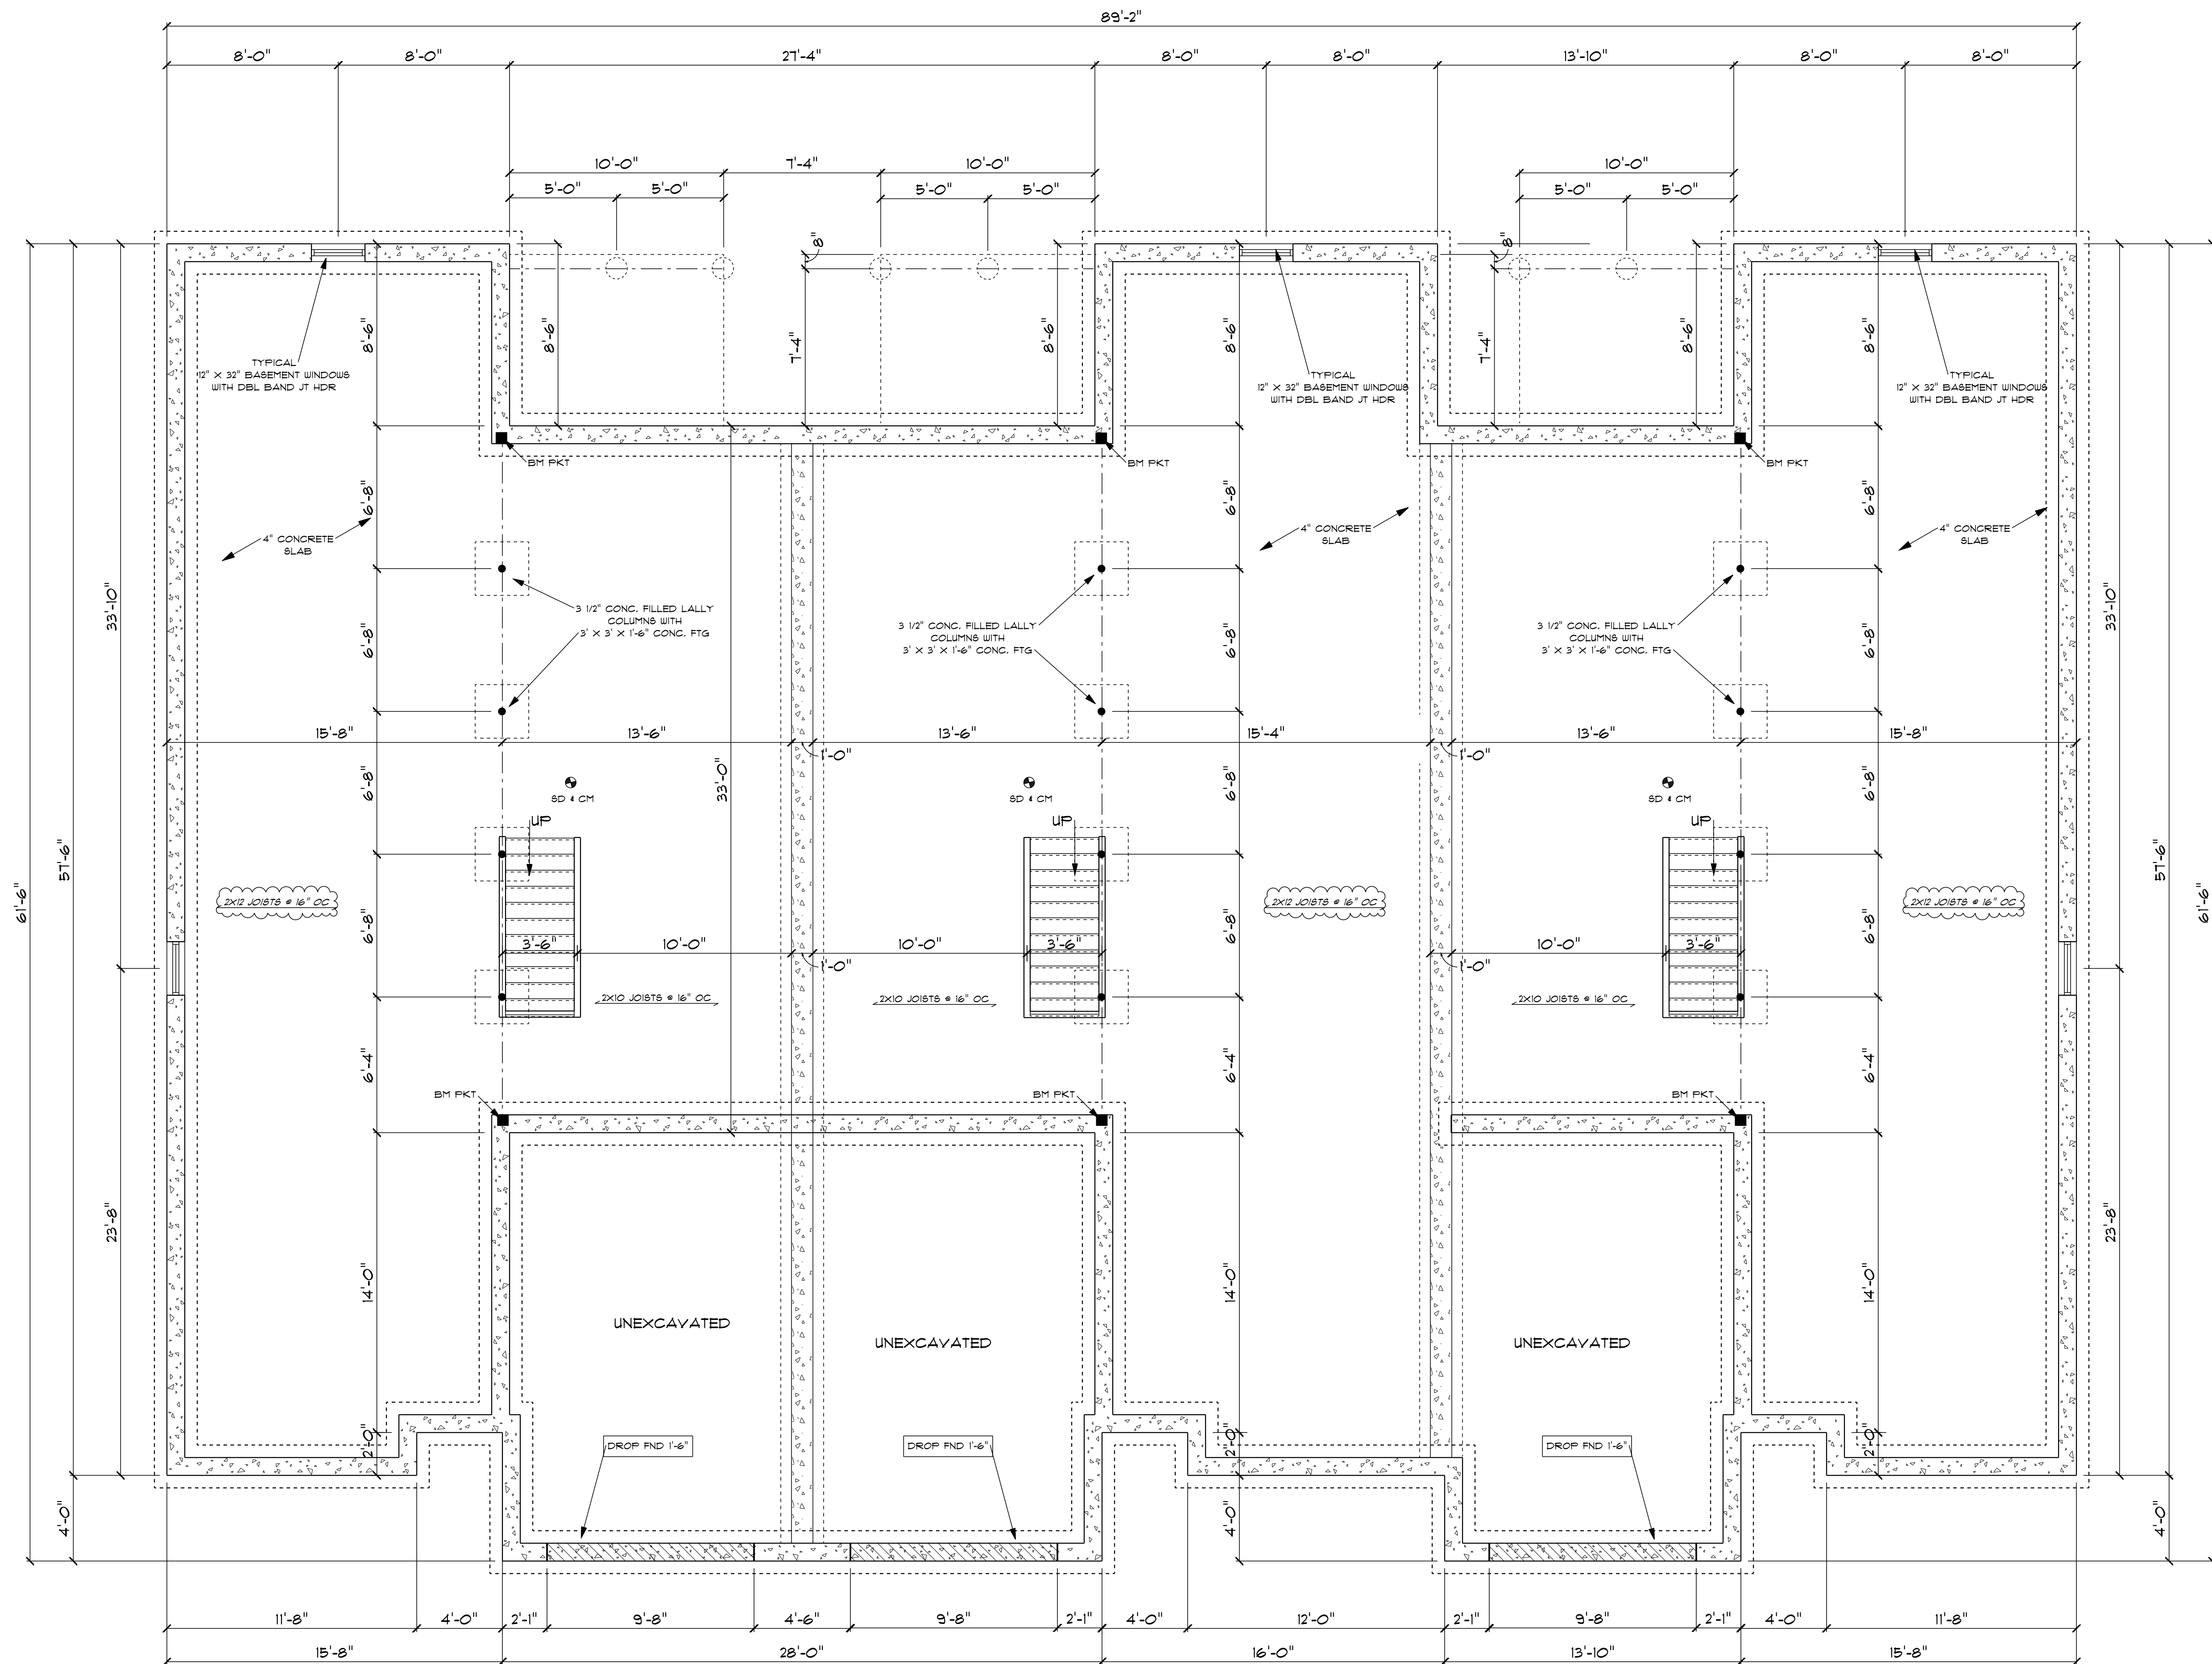 89'-2"
8'-0" 8'-0" 27'-4" 8'-0" 8'-0" 13'-10" 8'-0" 8'-0"
10'-0" 7'-4" 10'-0" 10'-0"
5'-0" 5'-0" 5'-0" 5'-0" 5'-0" 5'-0"
8" 8"
8'-6" 8'-6" 7'-4" 8'-6" 8'-6" 7'-4" 8'-6" 8'-6"
TYPICAL
12" X 32" BASEMENT WINDOWS
WITH DBL BAND JT HDR
TYPICAL
12" X 32" BASEMENT WINDOWS
WITH DBL BAND JT HDR
TYPICAL
12" X 32" BASEMENT WINDOWS
WITH DBL BAND JT HDR
BM PKT BM PKT BM PKT
6'-8" 6'-8" 6'-8"
4" CONCRETE
SLAB
4" CONCRETE
SLAB
4" CONCRETE
SLAB
33'-10" 33'-10"
3 1/2" CONC. FILLED LALLY
COLUMNS WITH
3' X 3' X 1'-6" CONC. FTG
3 1/2" CONC. FILLED LALLY
COLUMNS WITH
3' X 3' X 1'-6" CONC. FTG
3 1/2" CONC. FILLED LALLY
COLUMNS WITH
3' X 3' X 1'-6" CONC. FTG
6'-8" 6'-8" 6'-8"
15'-8" 13'-6" 13'-6" 15'-4" 13'-6" 15'-8"
1'-0" 1'-0"
6'-8" 33'-0" 6'-8" 6'-8"
SD & CM SD & CM SD & CM
UP UP UP
61'-6" 57'-6" 57'-6" 61'-6"
2X12 JOISTS @ 16" OC 2X12 JOISTS @ 16" OC 2X12 JOISTS @ 16" OC
6'-8" 6'-8" 6'-8"
3'-6" 10'-0" 10'-0" 3'-6" 10'-0" 3'-6"
1'-0" 1'-0"
2X10 JOISTS @ 16" OC 2X10 JOISTS @ 16" OC 2X10 JOISTS @ 16" OC
6'-4" 6'-4" 6'-4"
BM PKT BM PKT BM PKT
23'-8" 23'-8"
14'-0" 14'-0" 14'-0"
UNEXCAVATED UNEXCAVATED UNEXCAVATED
2'-0" 2'-0" 2'-0"
DROP FND 1'-6" DROP FND 1'-6" DROP FND 1'-6"
4'-0" 4'-0" 4'-0"
11'-8" 4'-0" 2'-1" 9'-8" 4'-6" 9'-8" 2'-1" 4'-0" 12'-0" 2'-1" 9'-8" 2'-1" 4'-0" 11'-8"
15'-8" 28'-0" 16'-0" 13'-10" 15'-8"